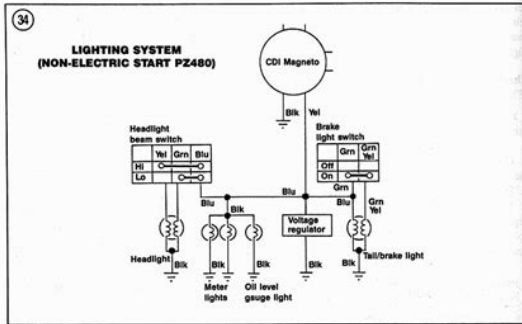 34
LIGHTING SYSTEM
(NON-ELECTRIC START PZ480)
CDI Magneto
Blk
Yel
Headlight
beam switch
Yel Grn Blu
Hi
Lo
Brake
light switch
Grn Grn
Yel
Off
On
Blu
Blu
Grn
Blu
Grn
Yel
Blk
Voltage
regulator
Headlight
Blk
Blk
Blk
Blk
Blk
Tail/brake light
Meter
lights
Oil level
gauge light